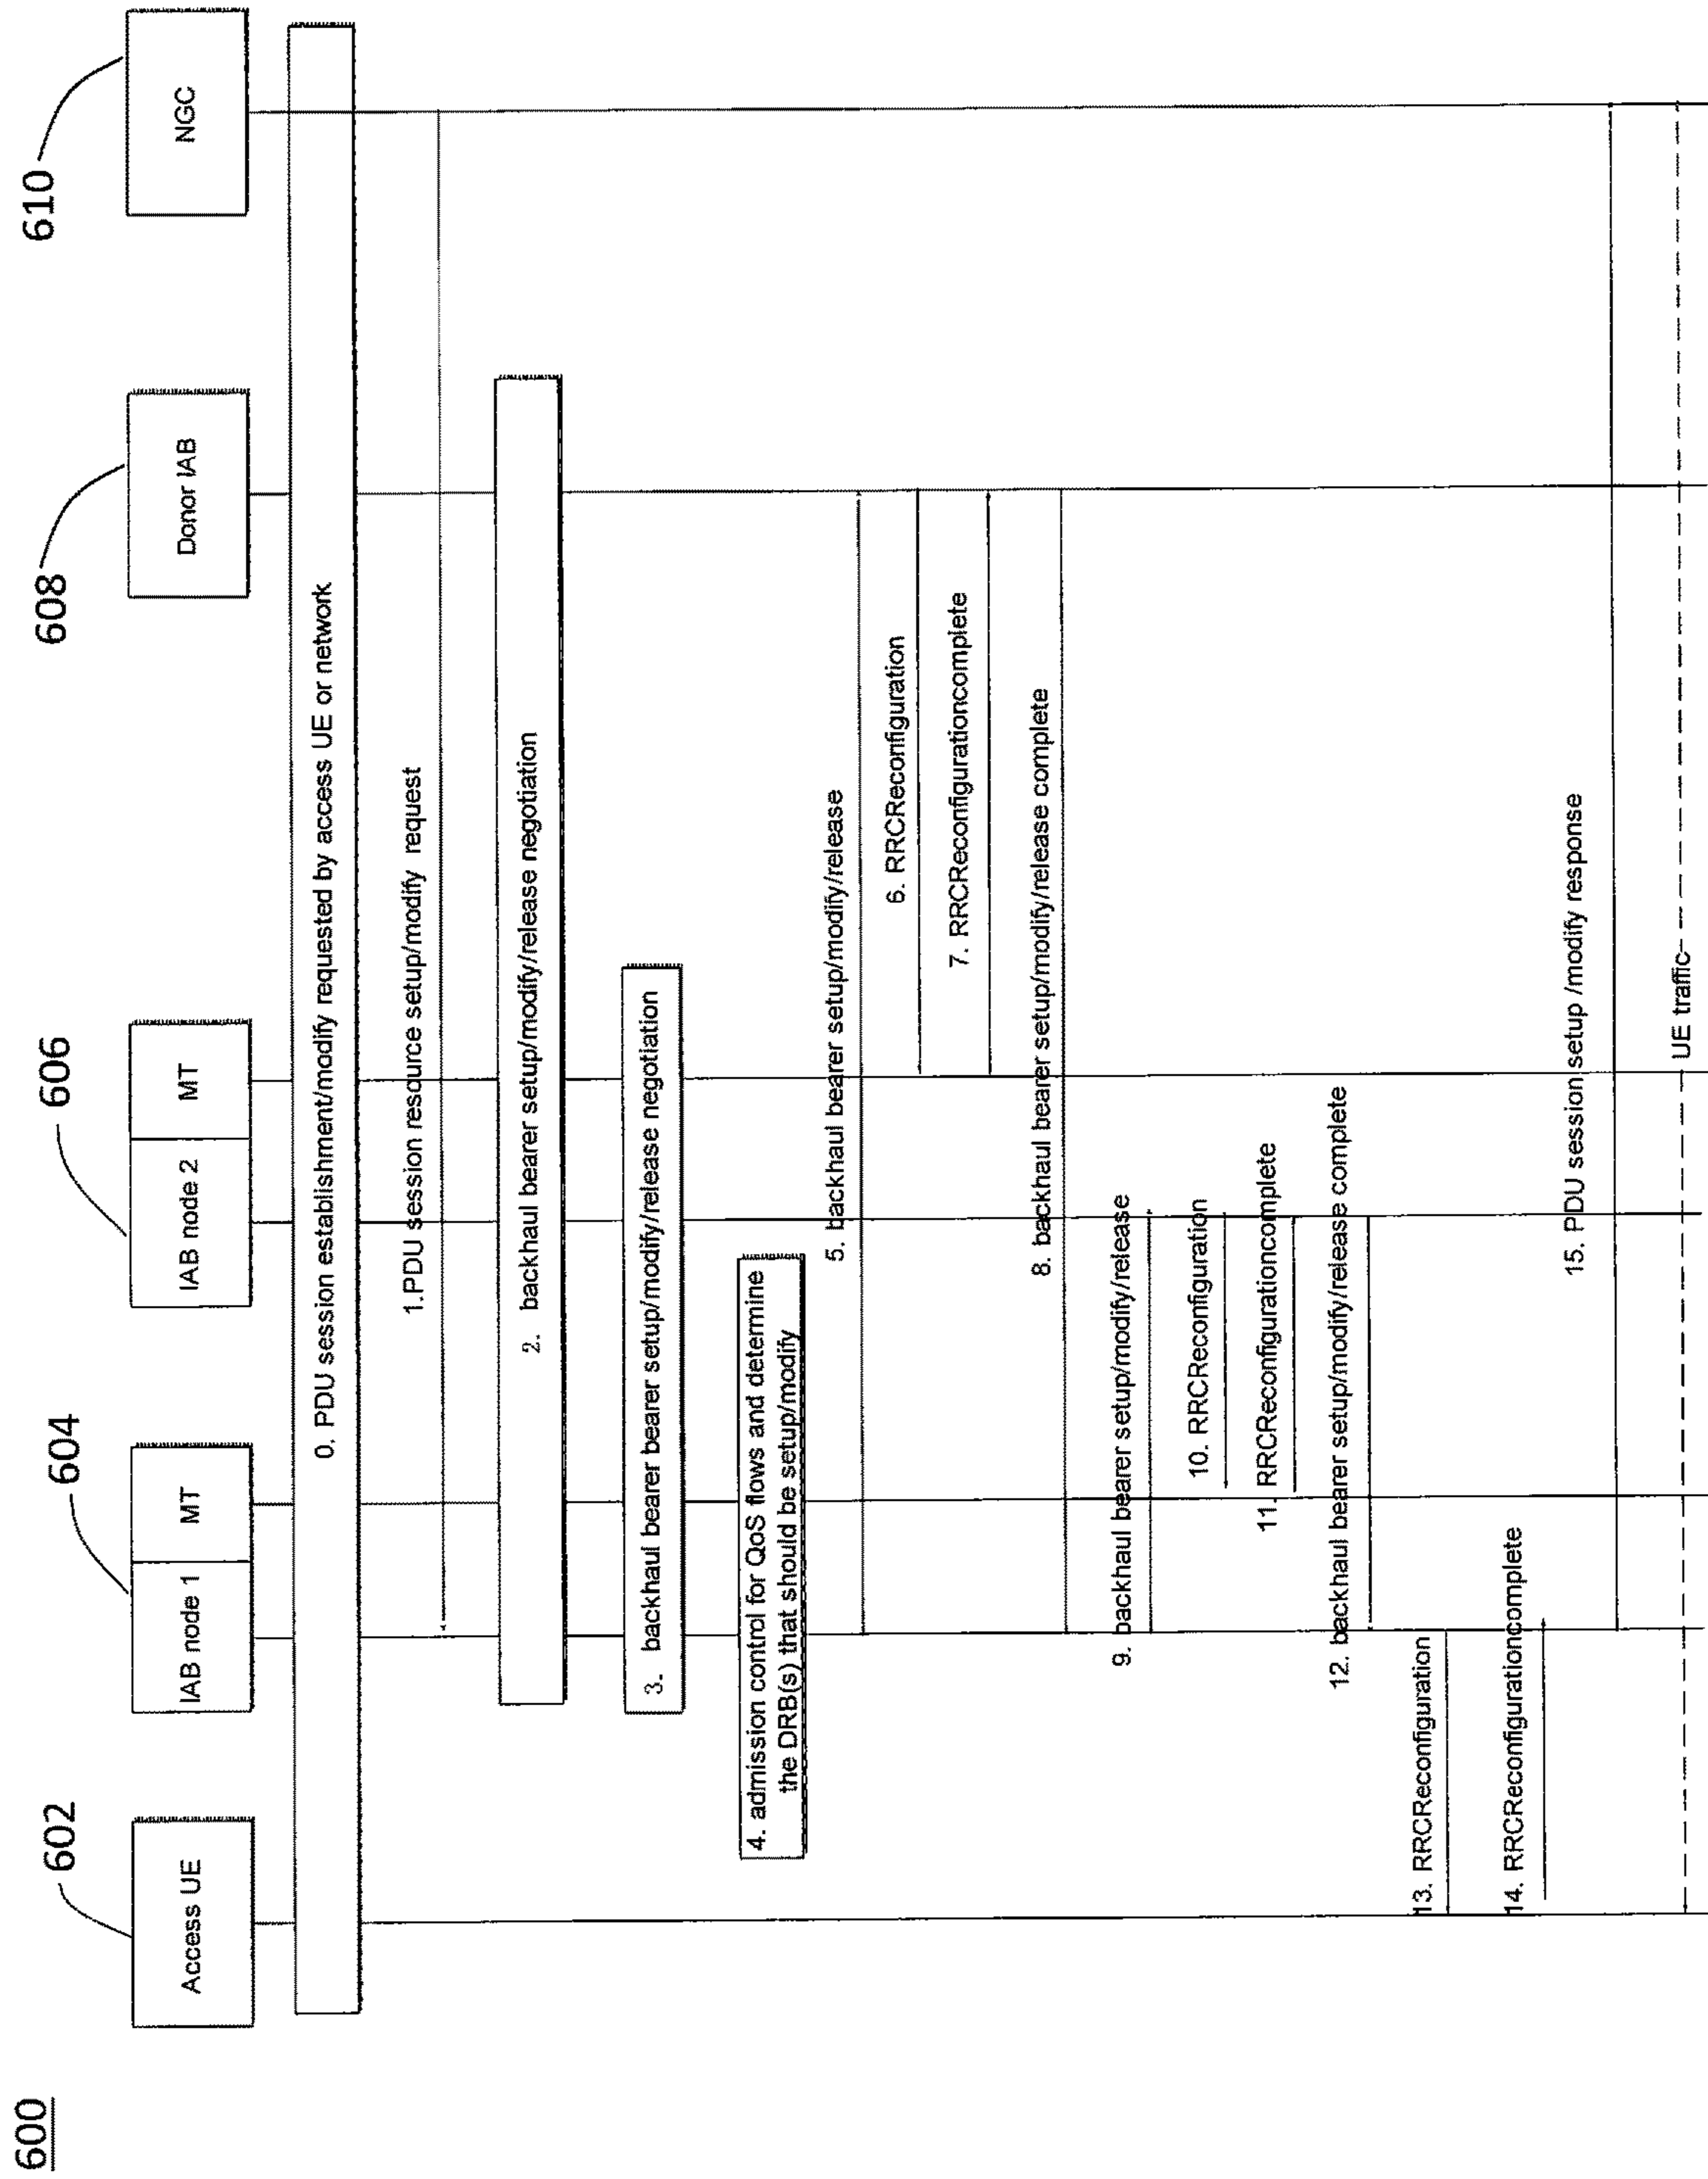 600
602
604
606
608
610
Access UE
IAB node 1
MT
IAB node 2
MT
Donor IAB
NGC
0. PDU session establishment/modify requested by access UE or network
1.PDU session resource setup/modify request
2. backhaul bearer setup/modify/release negotiation
3. backhaul bearer bearer setup/modify/release negotiation
4. admission control for QoS flows and determine
the DRB(s) that should be setup/modify
5. backhaul bearer setup/modify/release
6. RRCReconfiguration
7. RRCReconfigurationcomplete
8. backhaul bearer setup/modify/release complete
9. backhaul bearer setup/modify/release
10. RRCReconfiguration
11. RRCReconfigurationcomplete
12. backhaul bearer setup/modify/release complete
13. RRCReconfiguration
14. RRCReconfigurationcomplete
15. PDU session setup /modify response
UE traffic